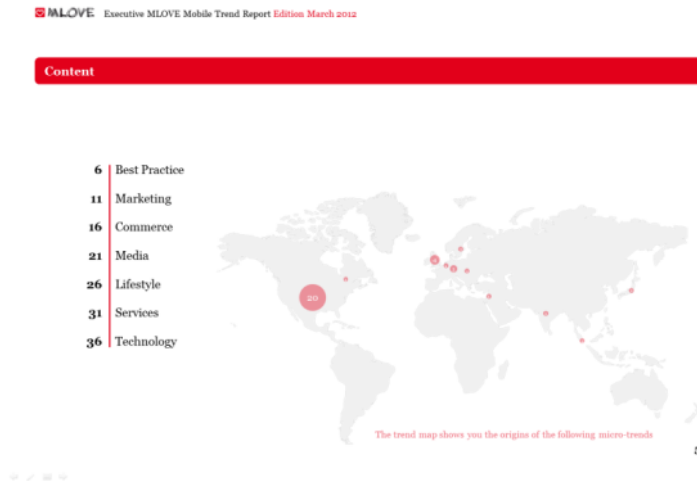 MLOVE Executive MLOVE Mobile Trend Report Edition March 2012
Content
6 Best Practice
11 Marketing
16 Commerce
21 Media
26 Lifestyle
31 Services
36 Technology
20
The trend map shows you the origins of the following micro-trends